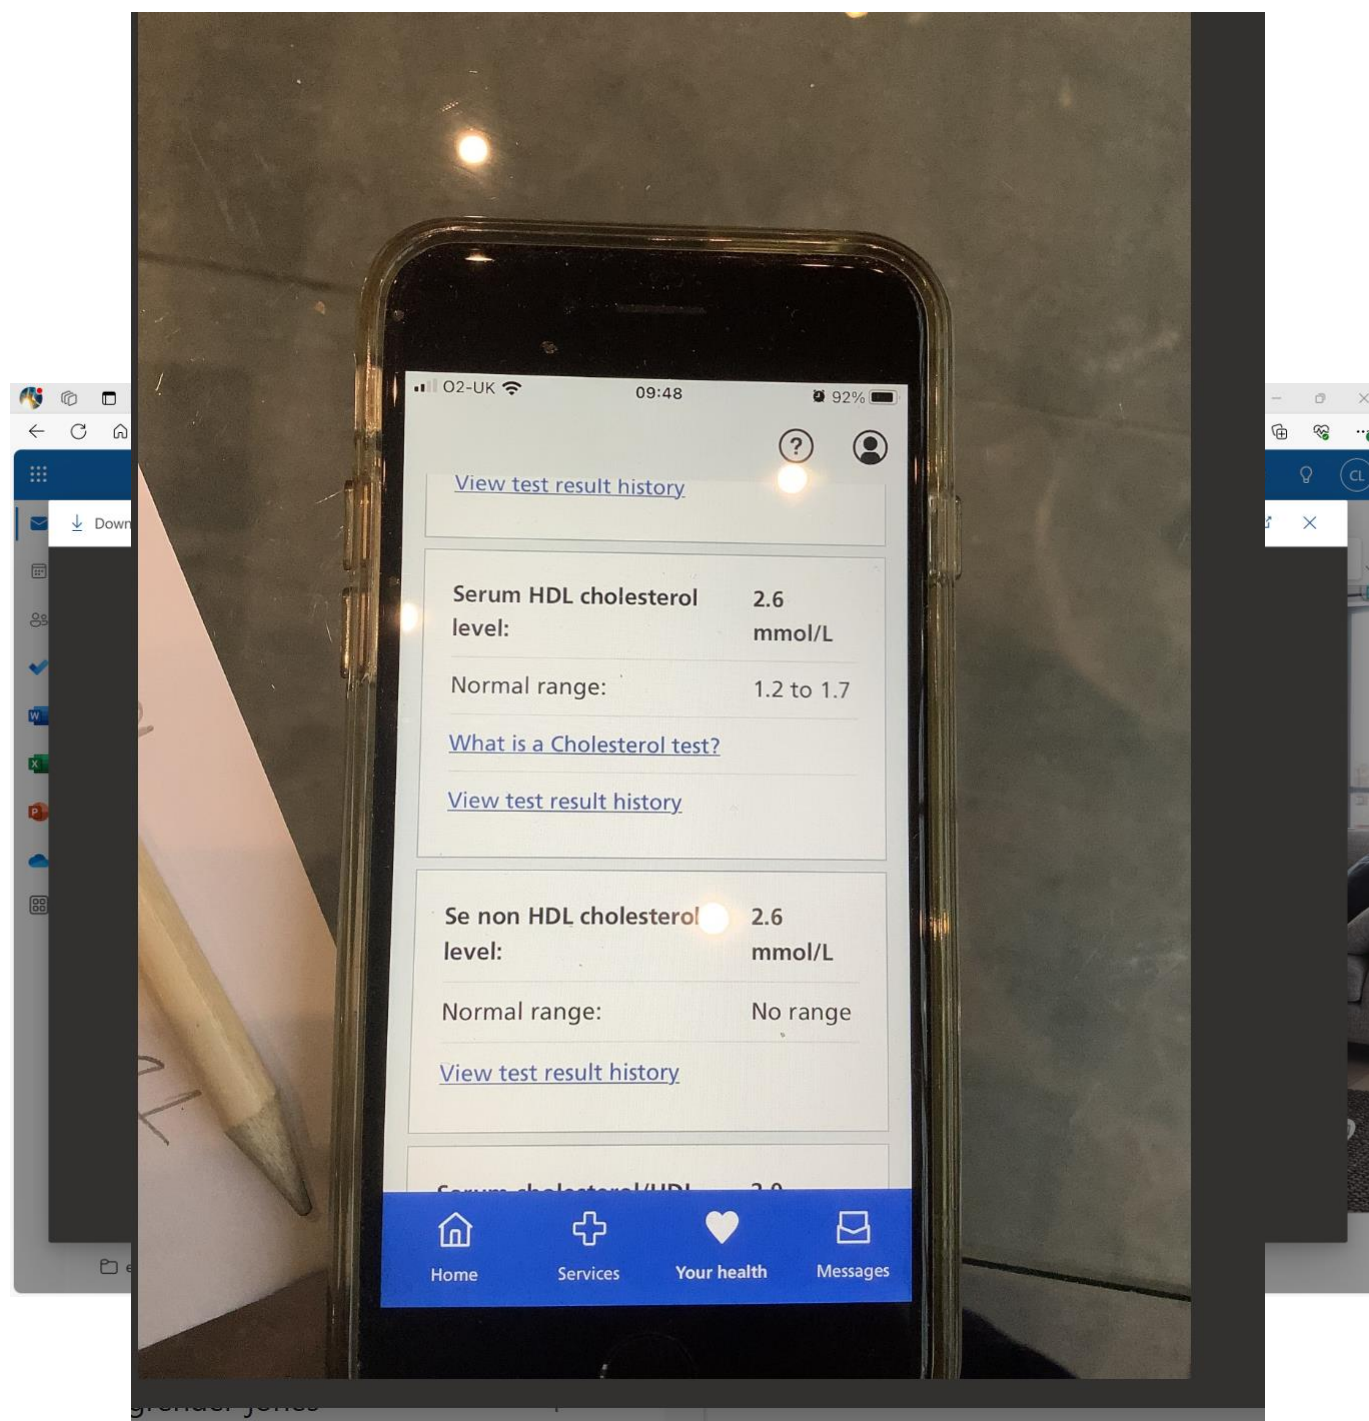 O2-UK 09:48 92%
View test result history
Serum HDL cholesterol level: 2.6 mmol/L
Normal range: 1.2 to 1.7
What is a Cholesterol test?
View test result history
Se non HDL cholesterol level: 2.6 mmol/L
Normal range: No range
View test result history
Home Services Your health Messages
Down
CL